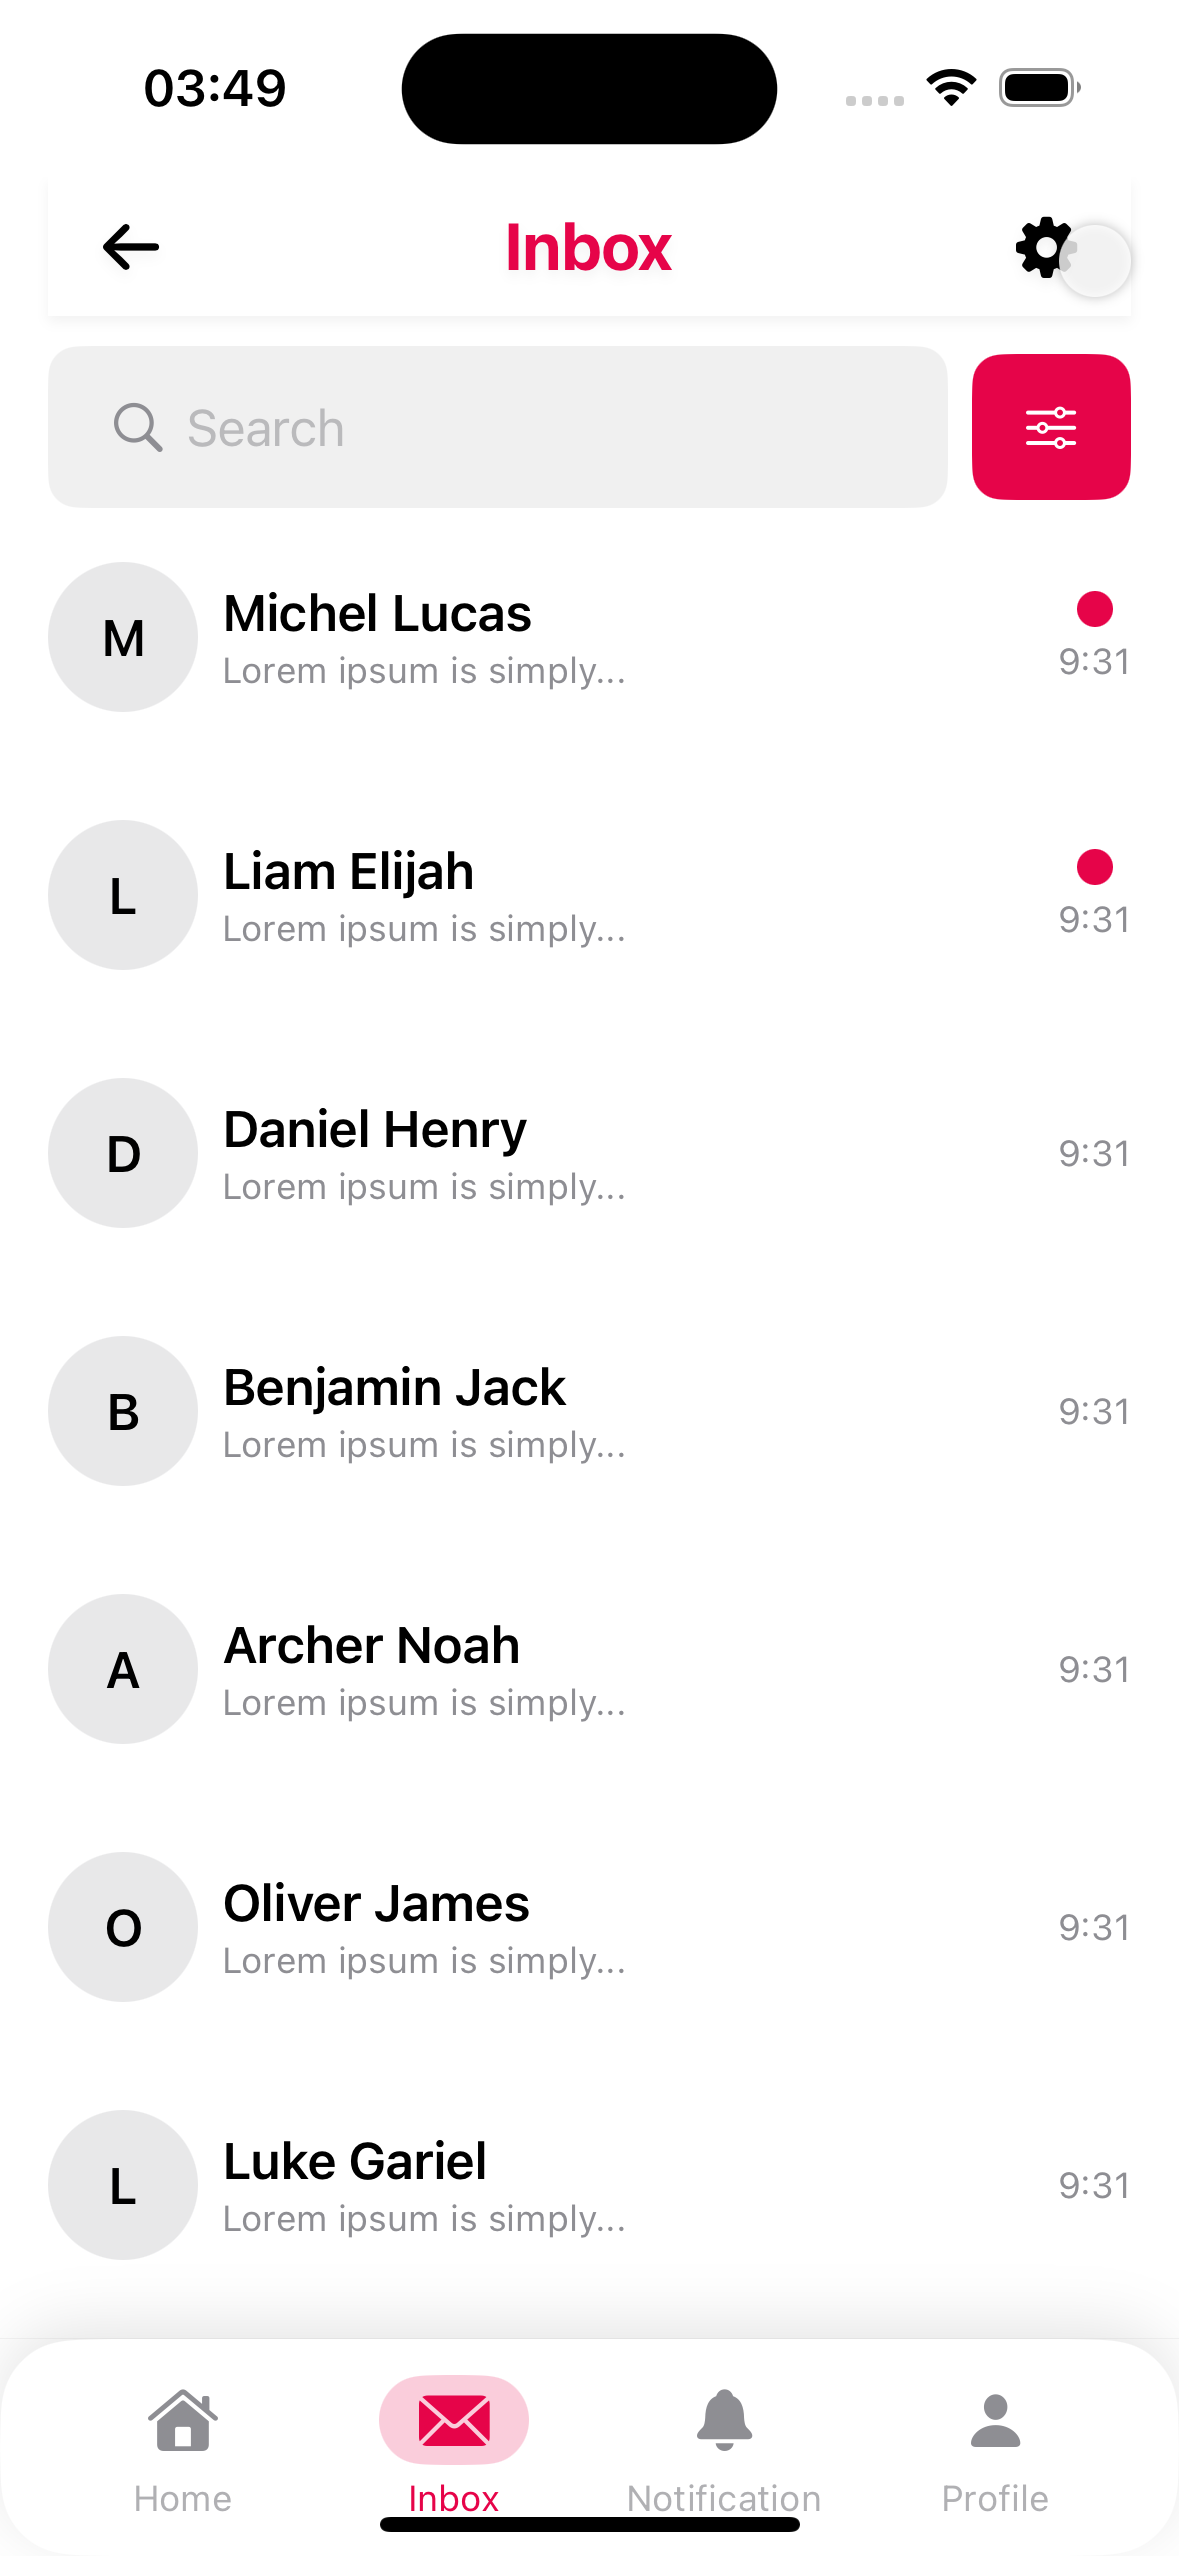 03:49
Inbox
Search
M
Michel Lucas
Lorem ipsum is simply...
9:31
L
Liam Elijah
Lorem ipsum is simply...
9:31
D
Daniel Henry
Lorem ipsum is simply...
9:31
B
Benjamin Jack
Lorem ipsum is simply...
9:31
A
Archer Noah
Lorem ipsum is simply...
9:31
O
Oliver James
Lorem ipsum is simply...
9:31
L
Luke Gariel
Lorem ipsum is simply...
9:31
Home
Inbox
Notification
Profile